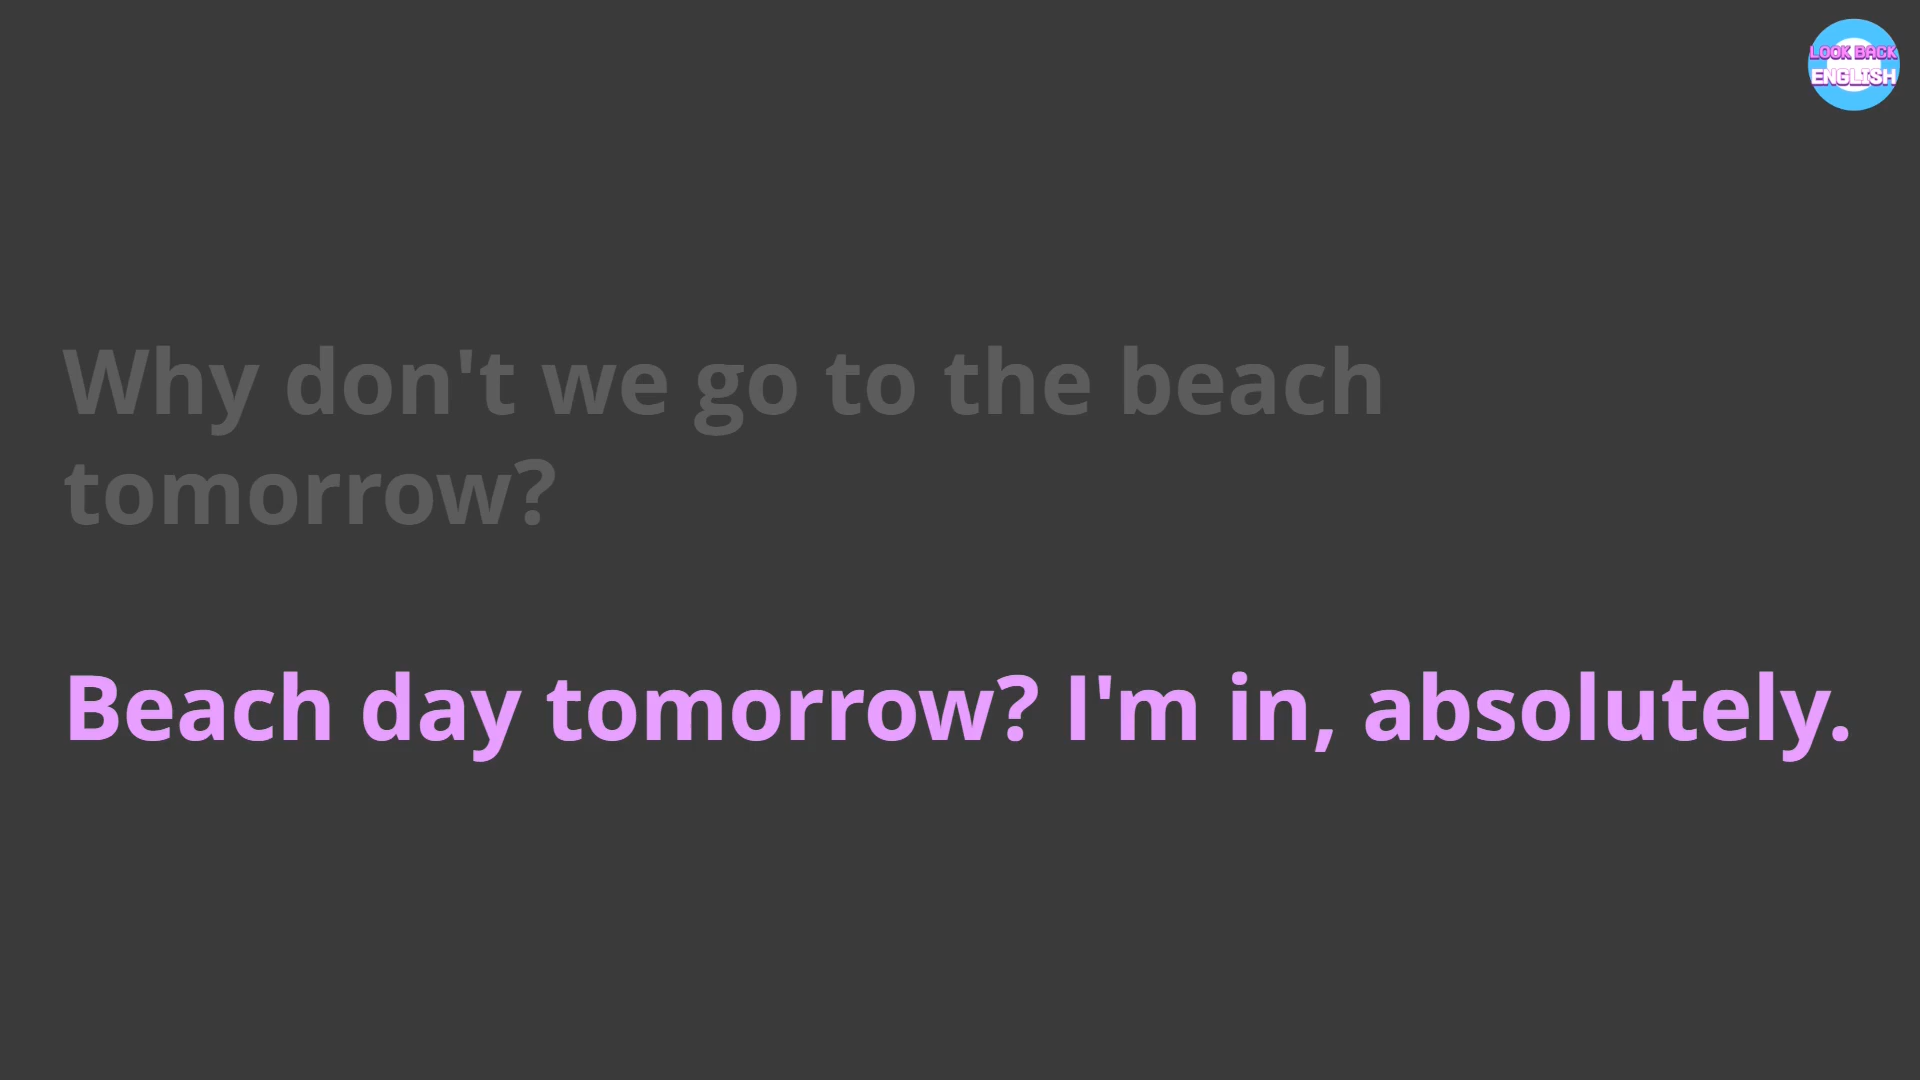 LOOK BACK
ENGLISH
Why don't we go to the beach
tomorrow?
Beach day tomorrow? I'm in, absolutely.